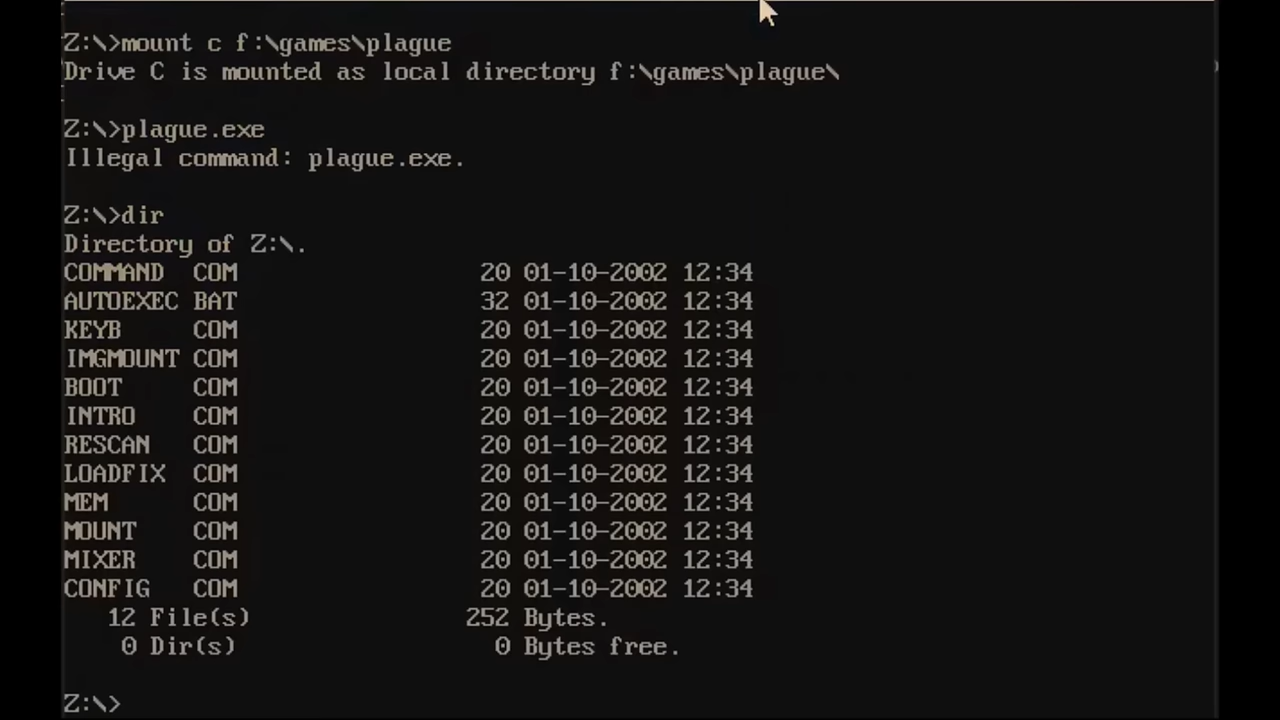 Z:\>mount c f:\games\plague
Drive C is mounted as local directory f:\games\plague\
Z:\>plague.exe
Illegal command: plague.exe.
Z:\>dir
Directory of Z:\.
COMMAND  COM                 20 01-10-2002 12:34
AUTOEXEC BAT                 32 01-10-2002 12:34
KEYB     COM                 20 01-10-2002 12:34
IMGMOUNT COM                 20 01-10-2002 12:34
BOOT     COM                 20 01-10-2002 12:34
INTRO    COM                 20 01-10-2002 12:34
RESCAN   COM                 20 01-10-2002 12:34
LOADFIX  COM                 20 01-10-2002 12:34
MEM      COM                 20 01-10-2002 12:34
MOUNT    COM                 20 01-10-2002 12:34
MIXER    COM                 20 01-10-2002 12:34
CONFIG   COM                 20 01-10-2002 12:34
   12 File(s)               252 Bytes.
    0 Dir(s)                  0 Bytes free.
Z:\>